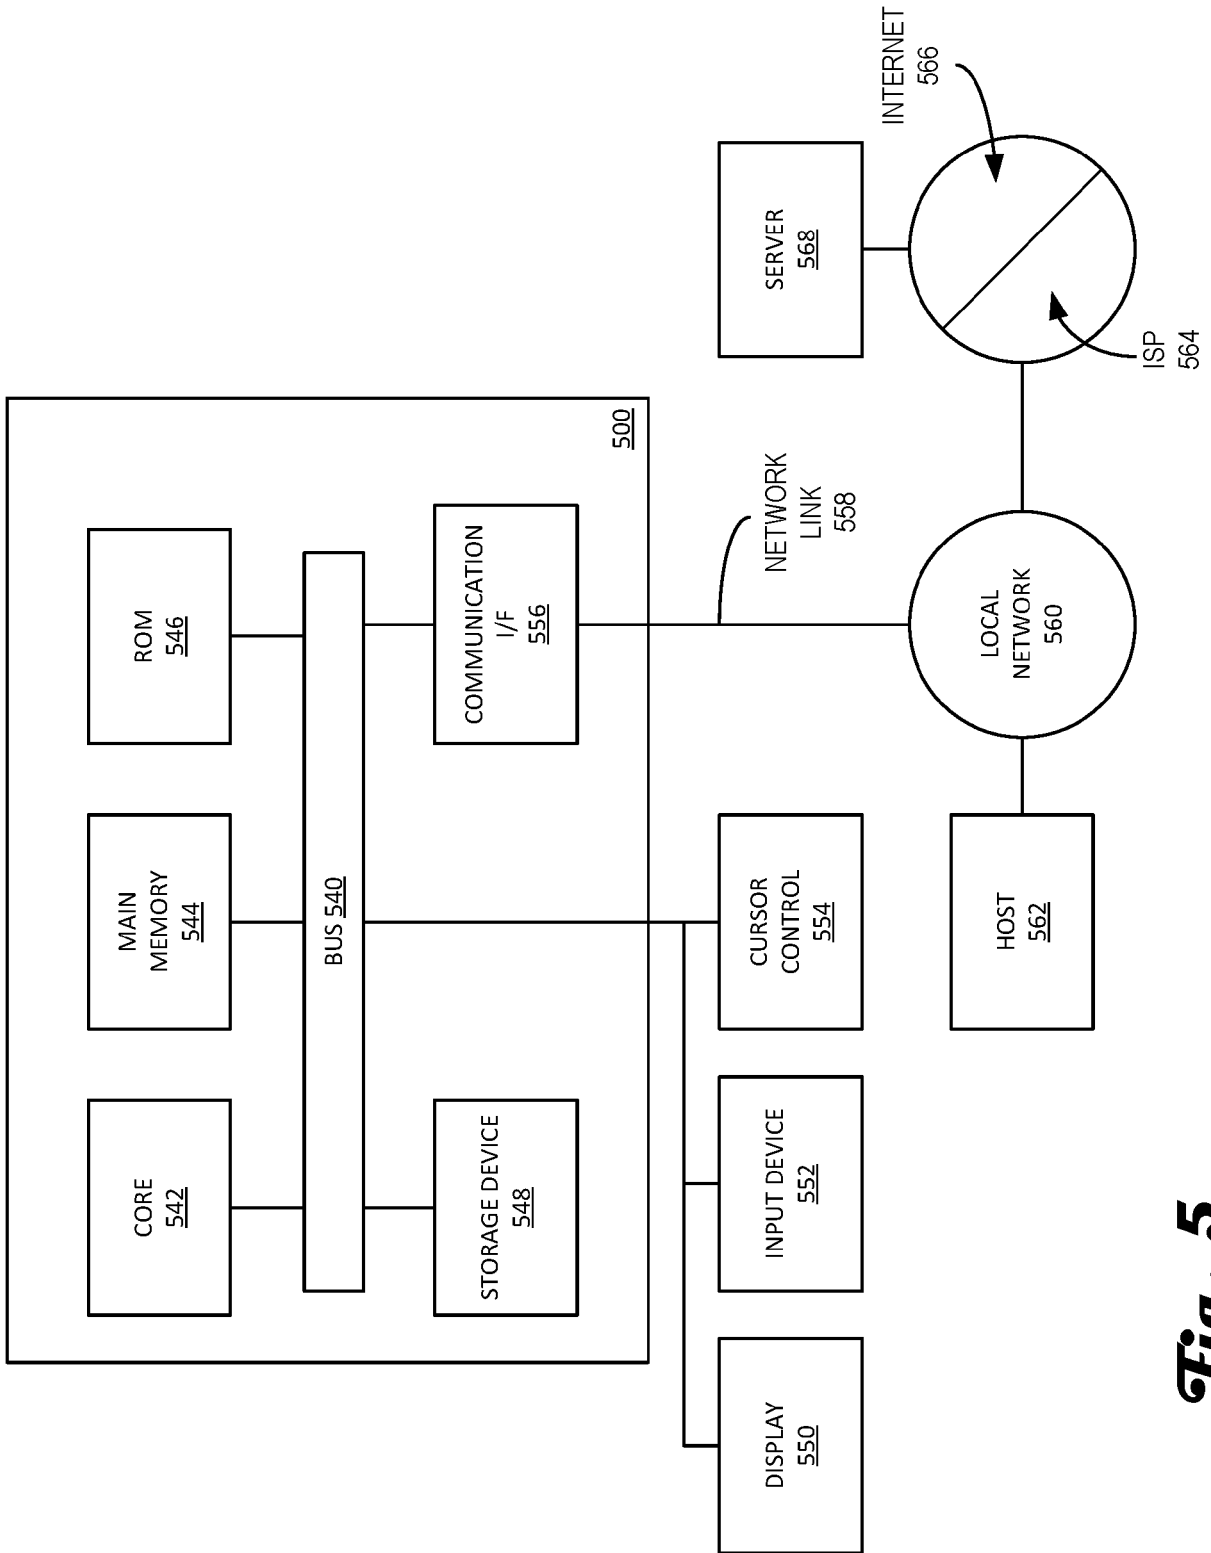 CORE
542
MAIN
MEMORY
544
ROM
546
BUS 540
STORAGE DEVICE
548
COMMUNICATION
I/F
556
500
DISPLAY
550
INPUT DEVICE
552
CURSOR
CONTROL
554
NETWORK
LINK
558
SERVER
568
INTERNET
566
HOST
562
LOCAL
NETWORK
560
ISP
564
Fig. 5